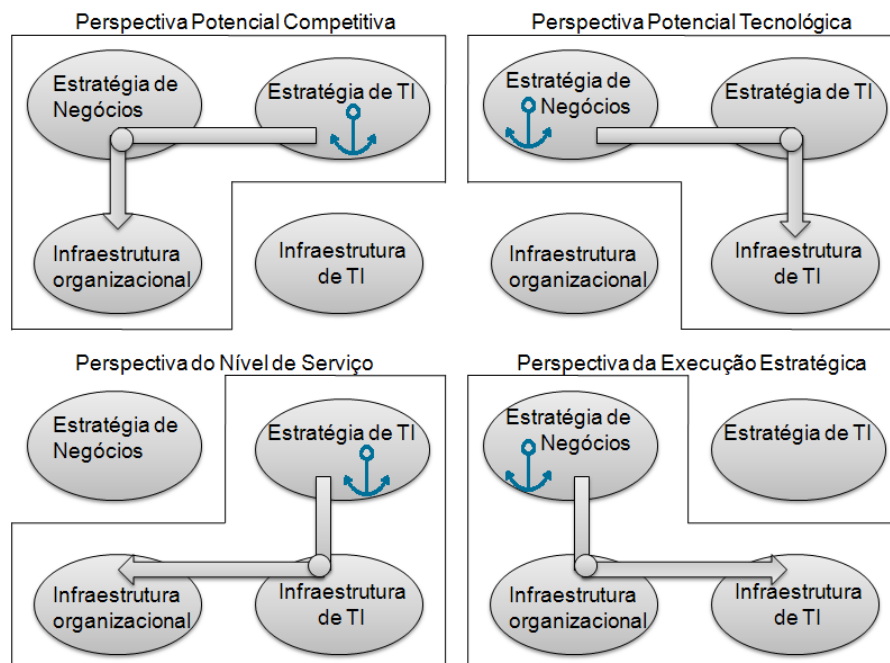 Perspectiva Potencial Competitiva
Estratégia de
Negócios
Estratégia de TI
Infraestrutura
organizacional
Infraestrutura
de TI
Perspectiva Potencial Tecnológica
Estratégia de
Negócios
Estratégia de TI
Infraestrutura
organizacional
Infraestrutura
de TI
Perspectiva do Nível de Serviço
Estratégia de
Negócios
Estratégia de TI
Infraestrutura
organizacional
Infraestrutura
de TI
Perspectiva da Execução Estratégica
Estratégia de
Negócios
Estratégia de TI
Infraestrutura
organizacional
Infraestrutura
de TI